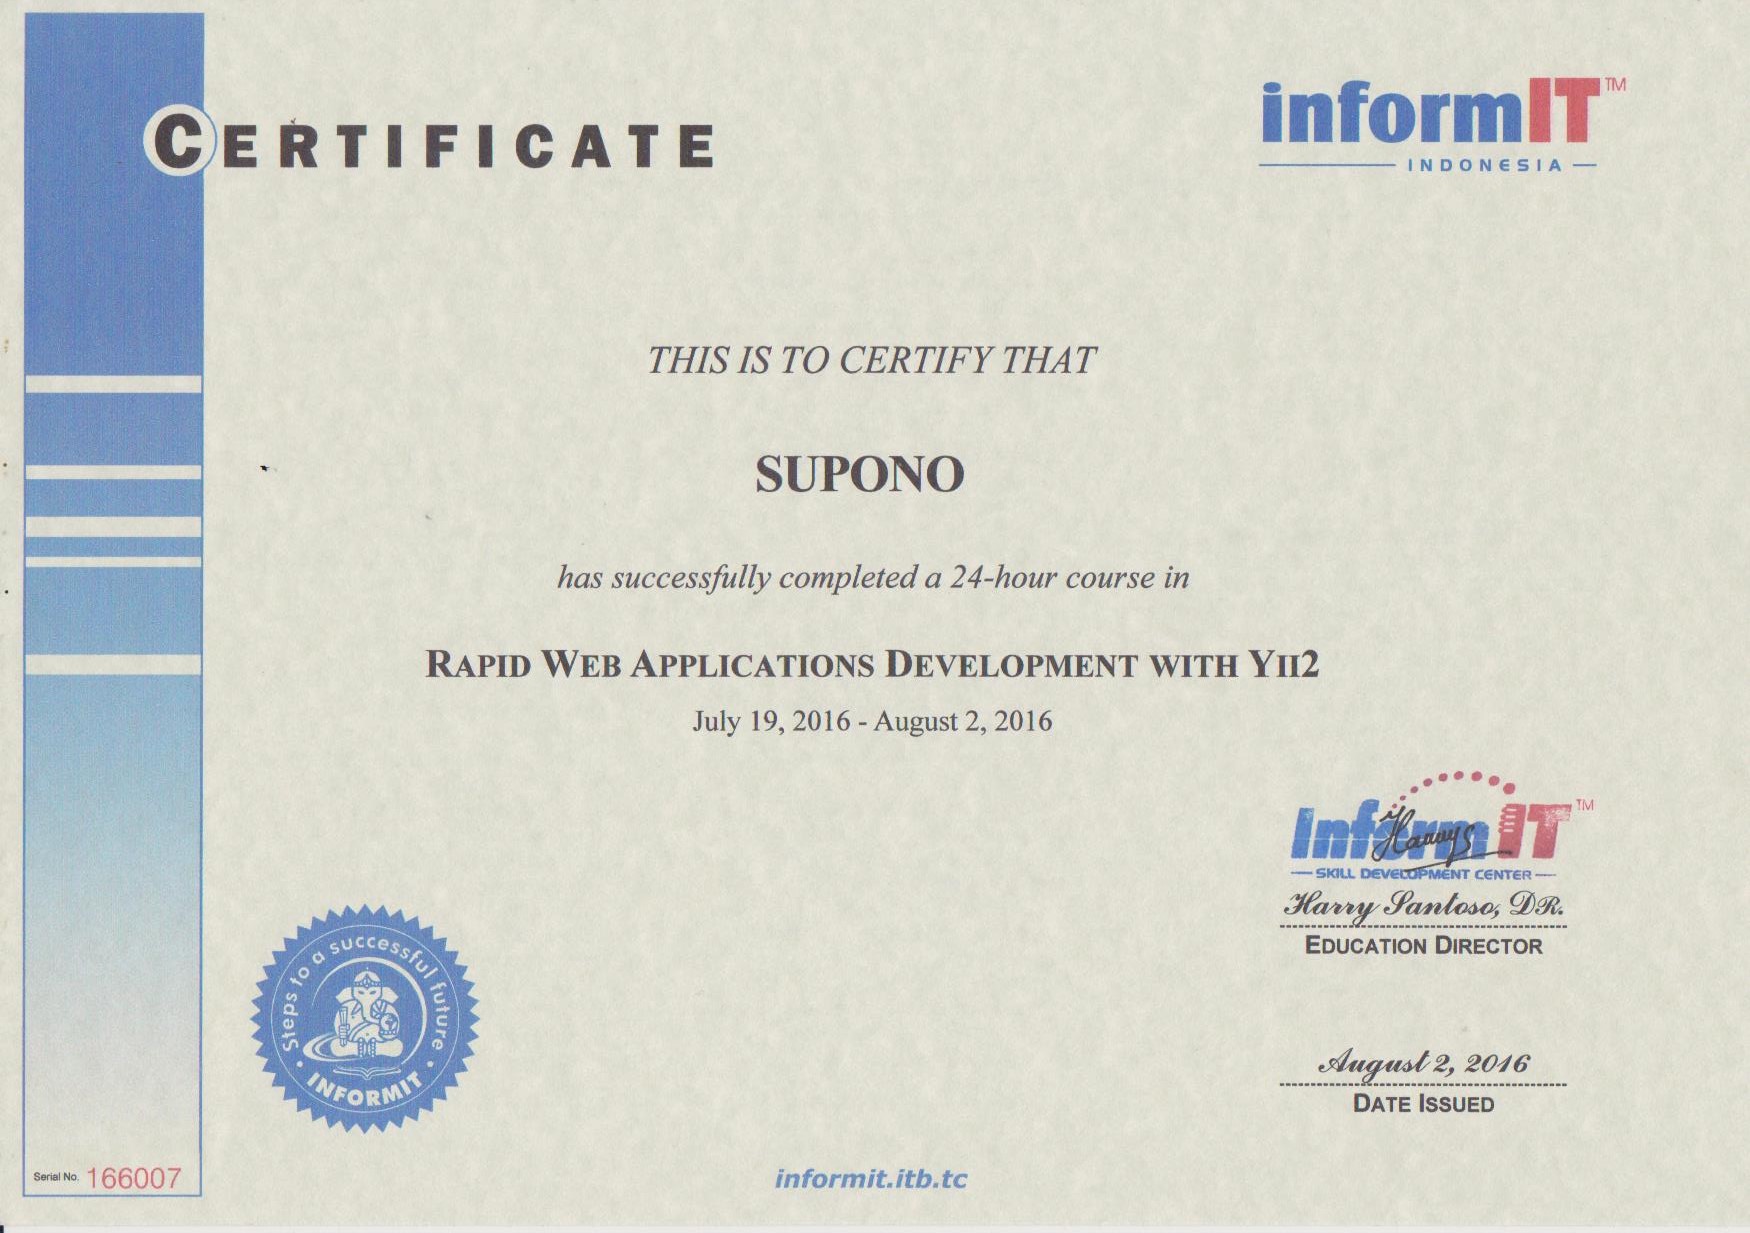 CERTIFICATE
informIT™
INDONESIA
THIS IS TO CERTIFY THAT
SUPONO
has successfully completed a 24-hour course in
RAPID WEB APPLICATIONS DEVELOPMENT WITH YII2
July 19, 2016 - August 2, 2016
InformIT™
Harrys
SKILL DEVELOPMENT CENTER
Harry Santoso, DR.
EDUCATION DIRECTOR
Steps to a successful future
• INFORMIT •
August 2, 2016
DATE ISSUED
Serial No. 166007
informit.itb.tc